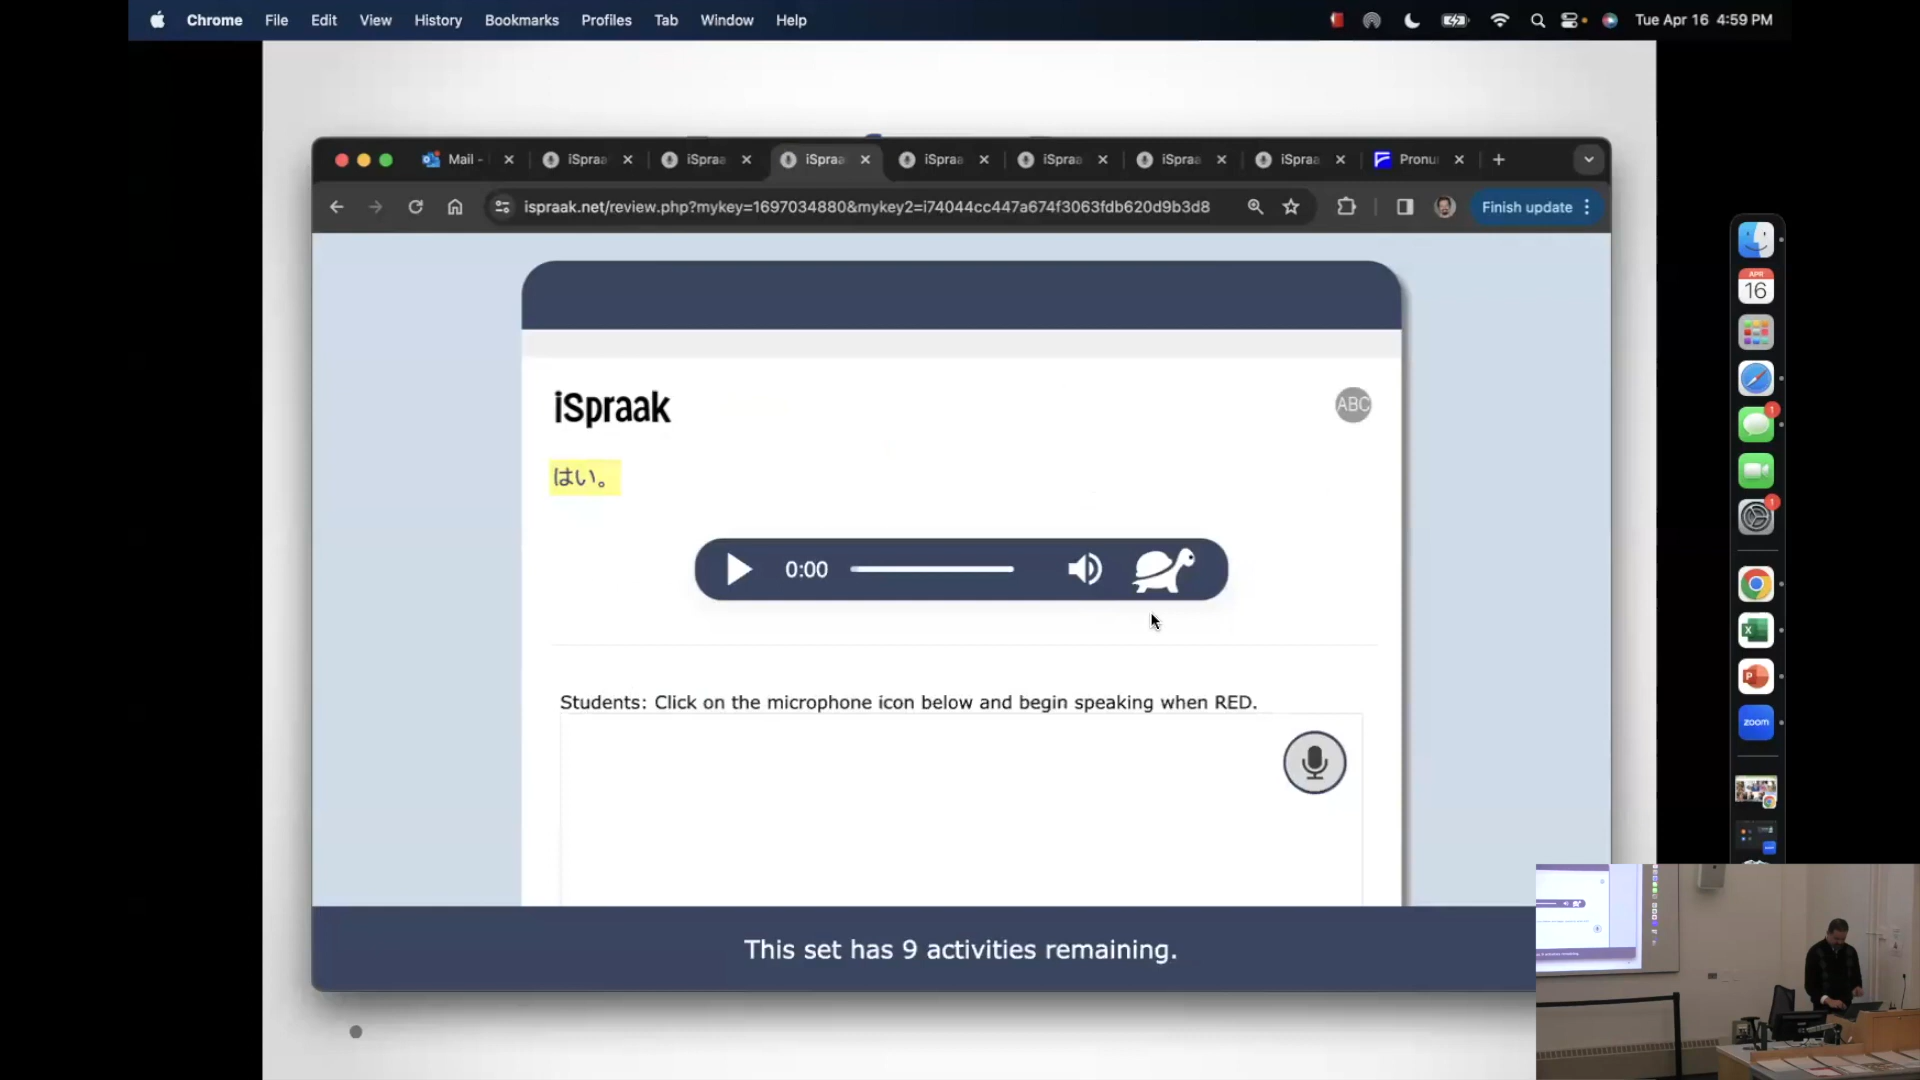 Chrome File Edit View History Bookmarks Profiles Tab Window Help Tue Apr 16 4:59 PM
Mail - iSpraa iSpraa iSpraa iSpraa iSpraa iSpraa iSpraa Pronu
ispraak.net/review.php?mykey=1697034880&mykey2=i74044cc447a674f3063fdb620d9b3d8 Finish update
APR
16
iSpraak
ABC
はい。
1
0:00
1
Students: Click on the microphone icon below and begin speaking when RED.
zoom
This set has 9 activities remaining.